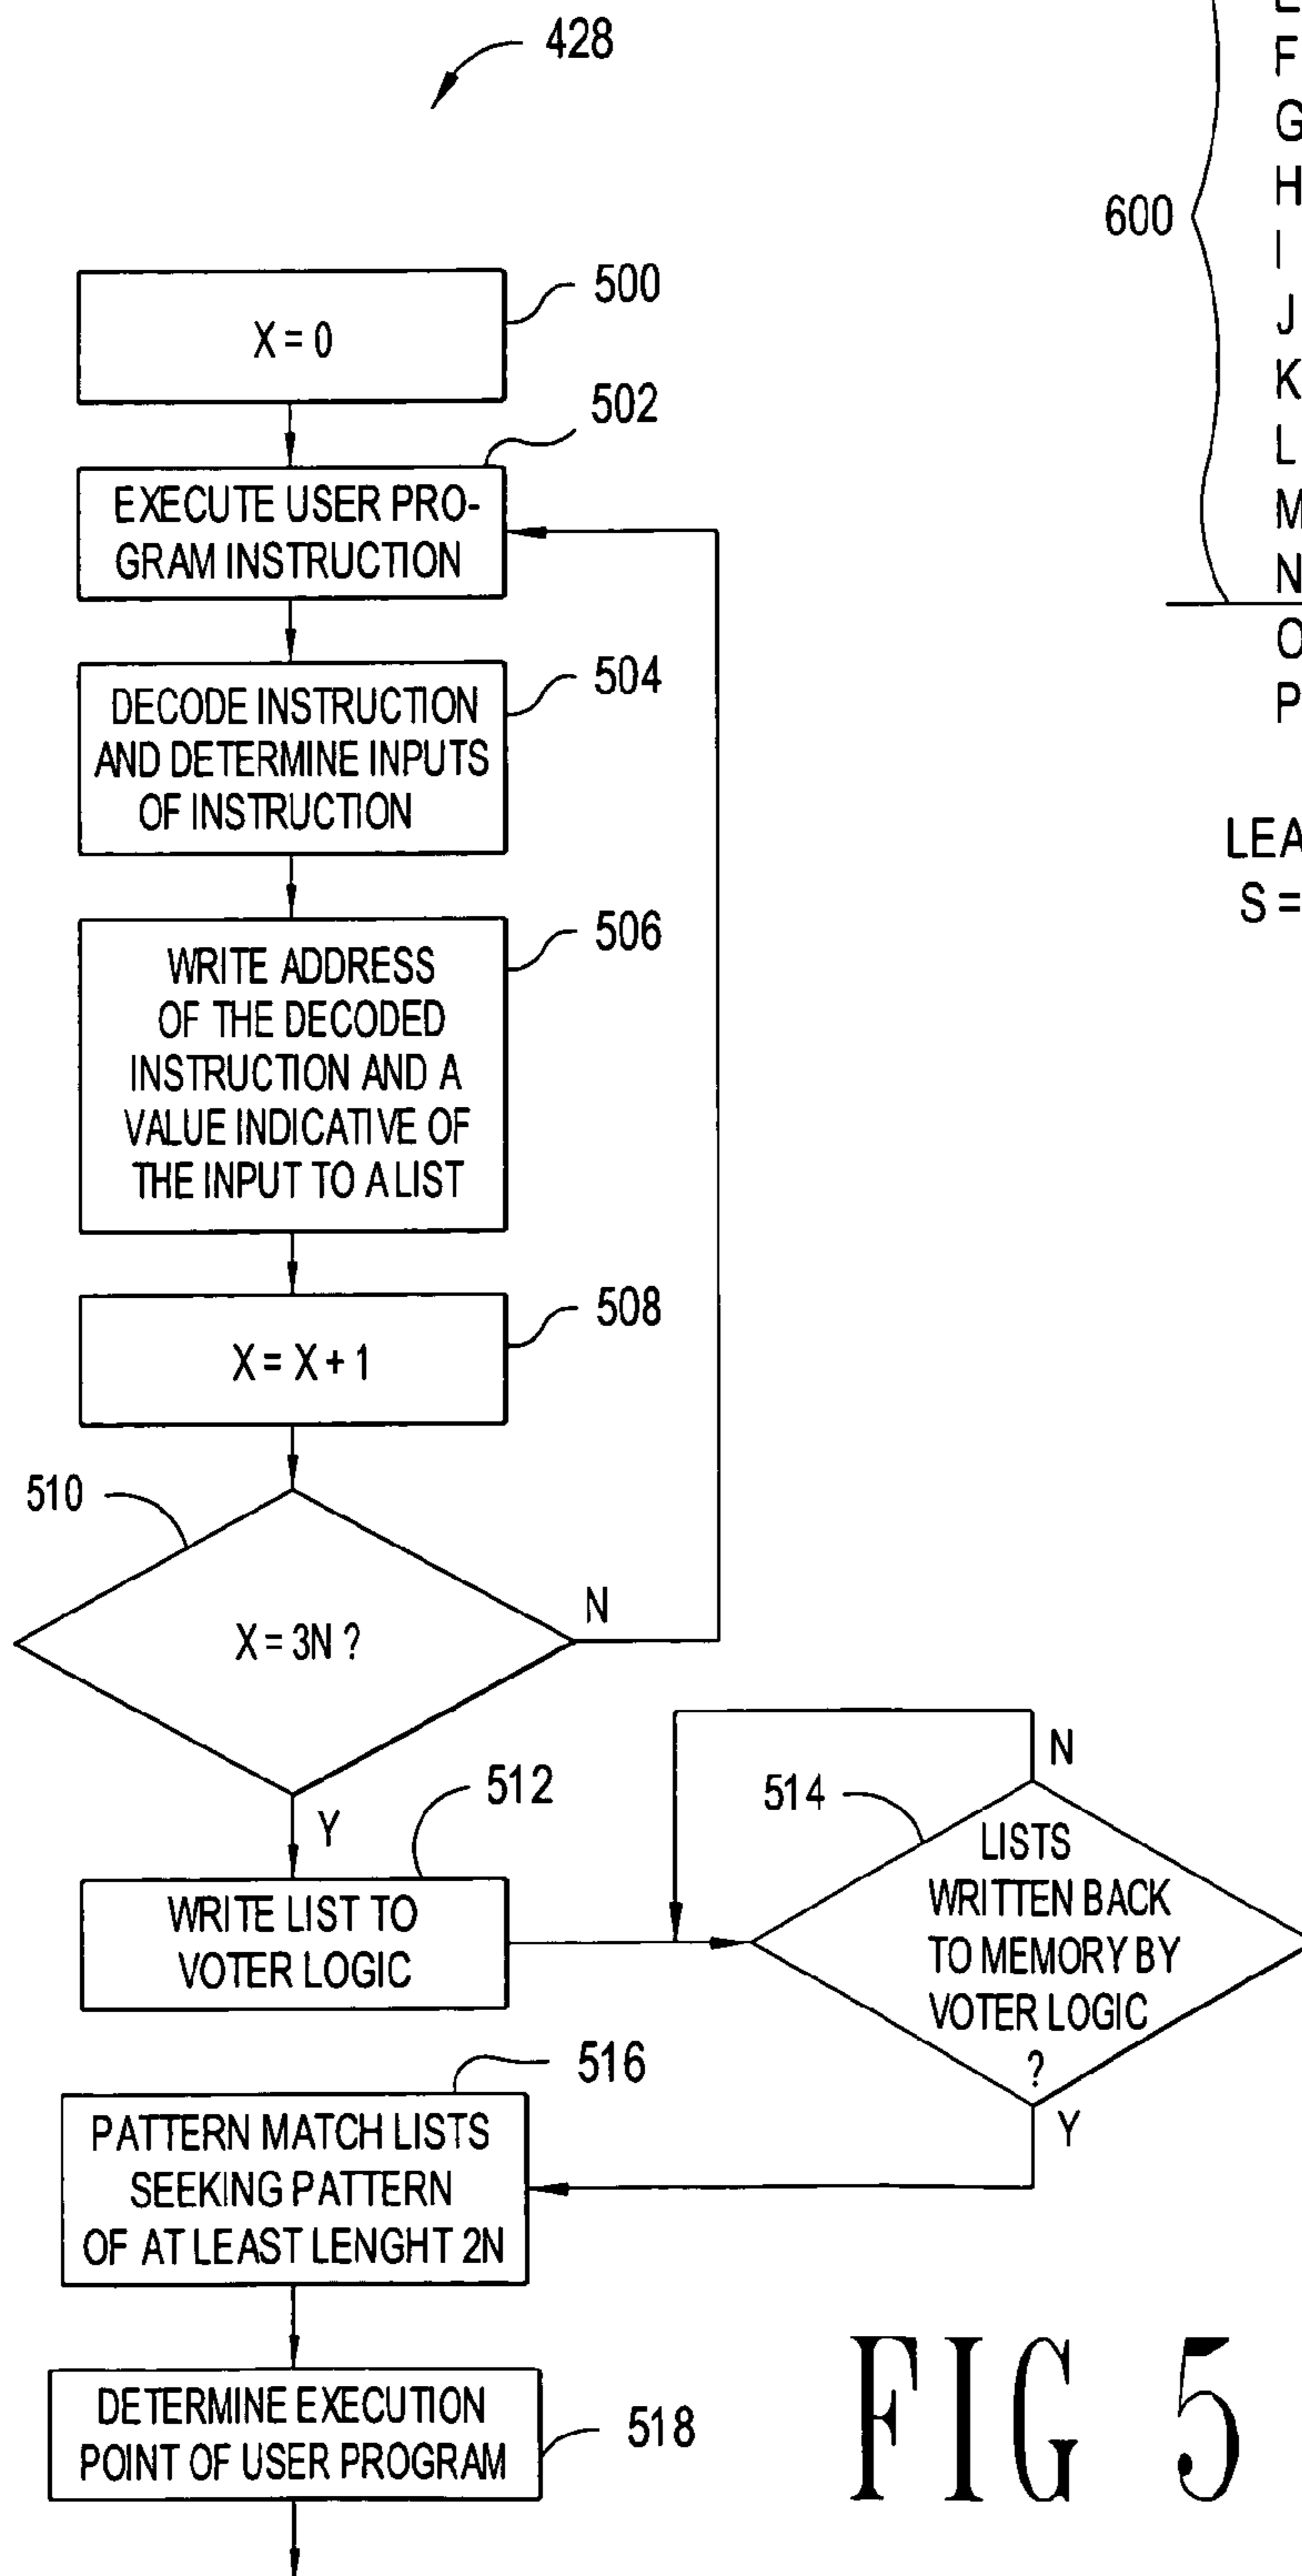 428
500
X = 0
502
EXECUTE USER PRO-
GRAM INSTRUCTION
504
DECODE INSTRUCTION
AND DETERMINE INPUTS
OF INSTRUCTION
506
WRITE ADDRESS
OF THE DECODED
INSTRUCTION AND A
VALUE INDICATIVE OF
THE INPUT TO A LIST
508
X = X + 1
510
X = 3N ?
N
Y
512
WRITE LIST TO
VOTER LOGIC
514
N
LISTS
WRITTEN BACK
TO MEMORY BY
VOTER LOGIC
?
Y
516
PATTERN MATCH LISTS
SEEKING PATTERN
OF AT LEAST LENGHT 2N
518
DETERMINE EXECUTION
POINT OF USER PROGRAM
600
F
G
H
I
J
K
L
M
N
O
P
S =
FIG 5